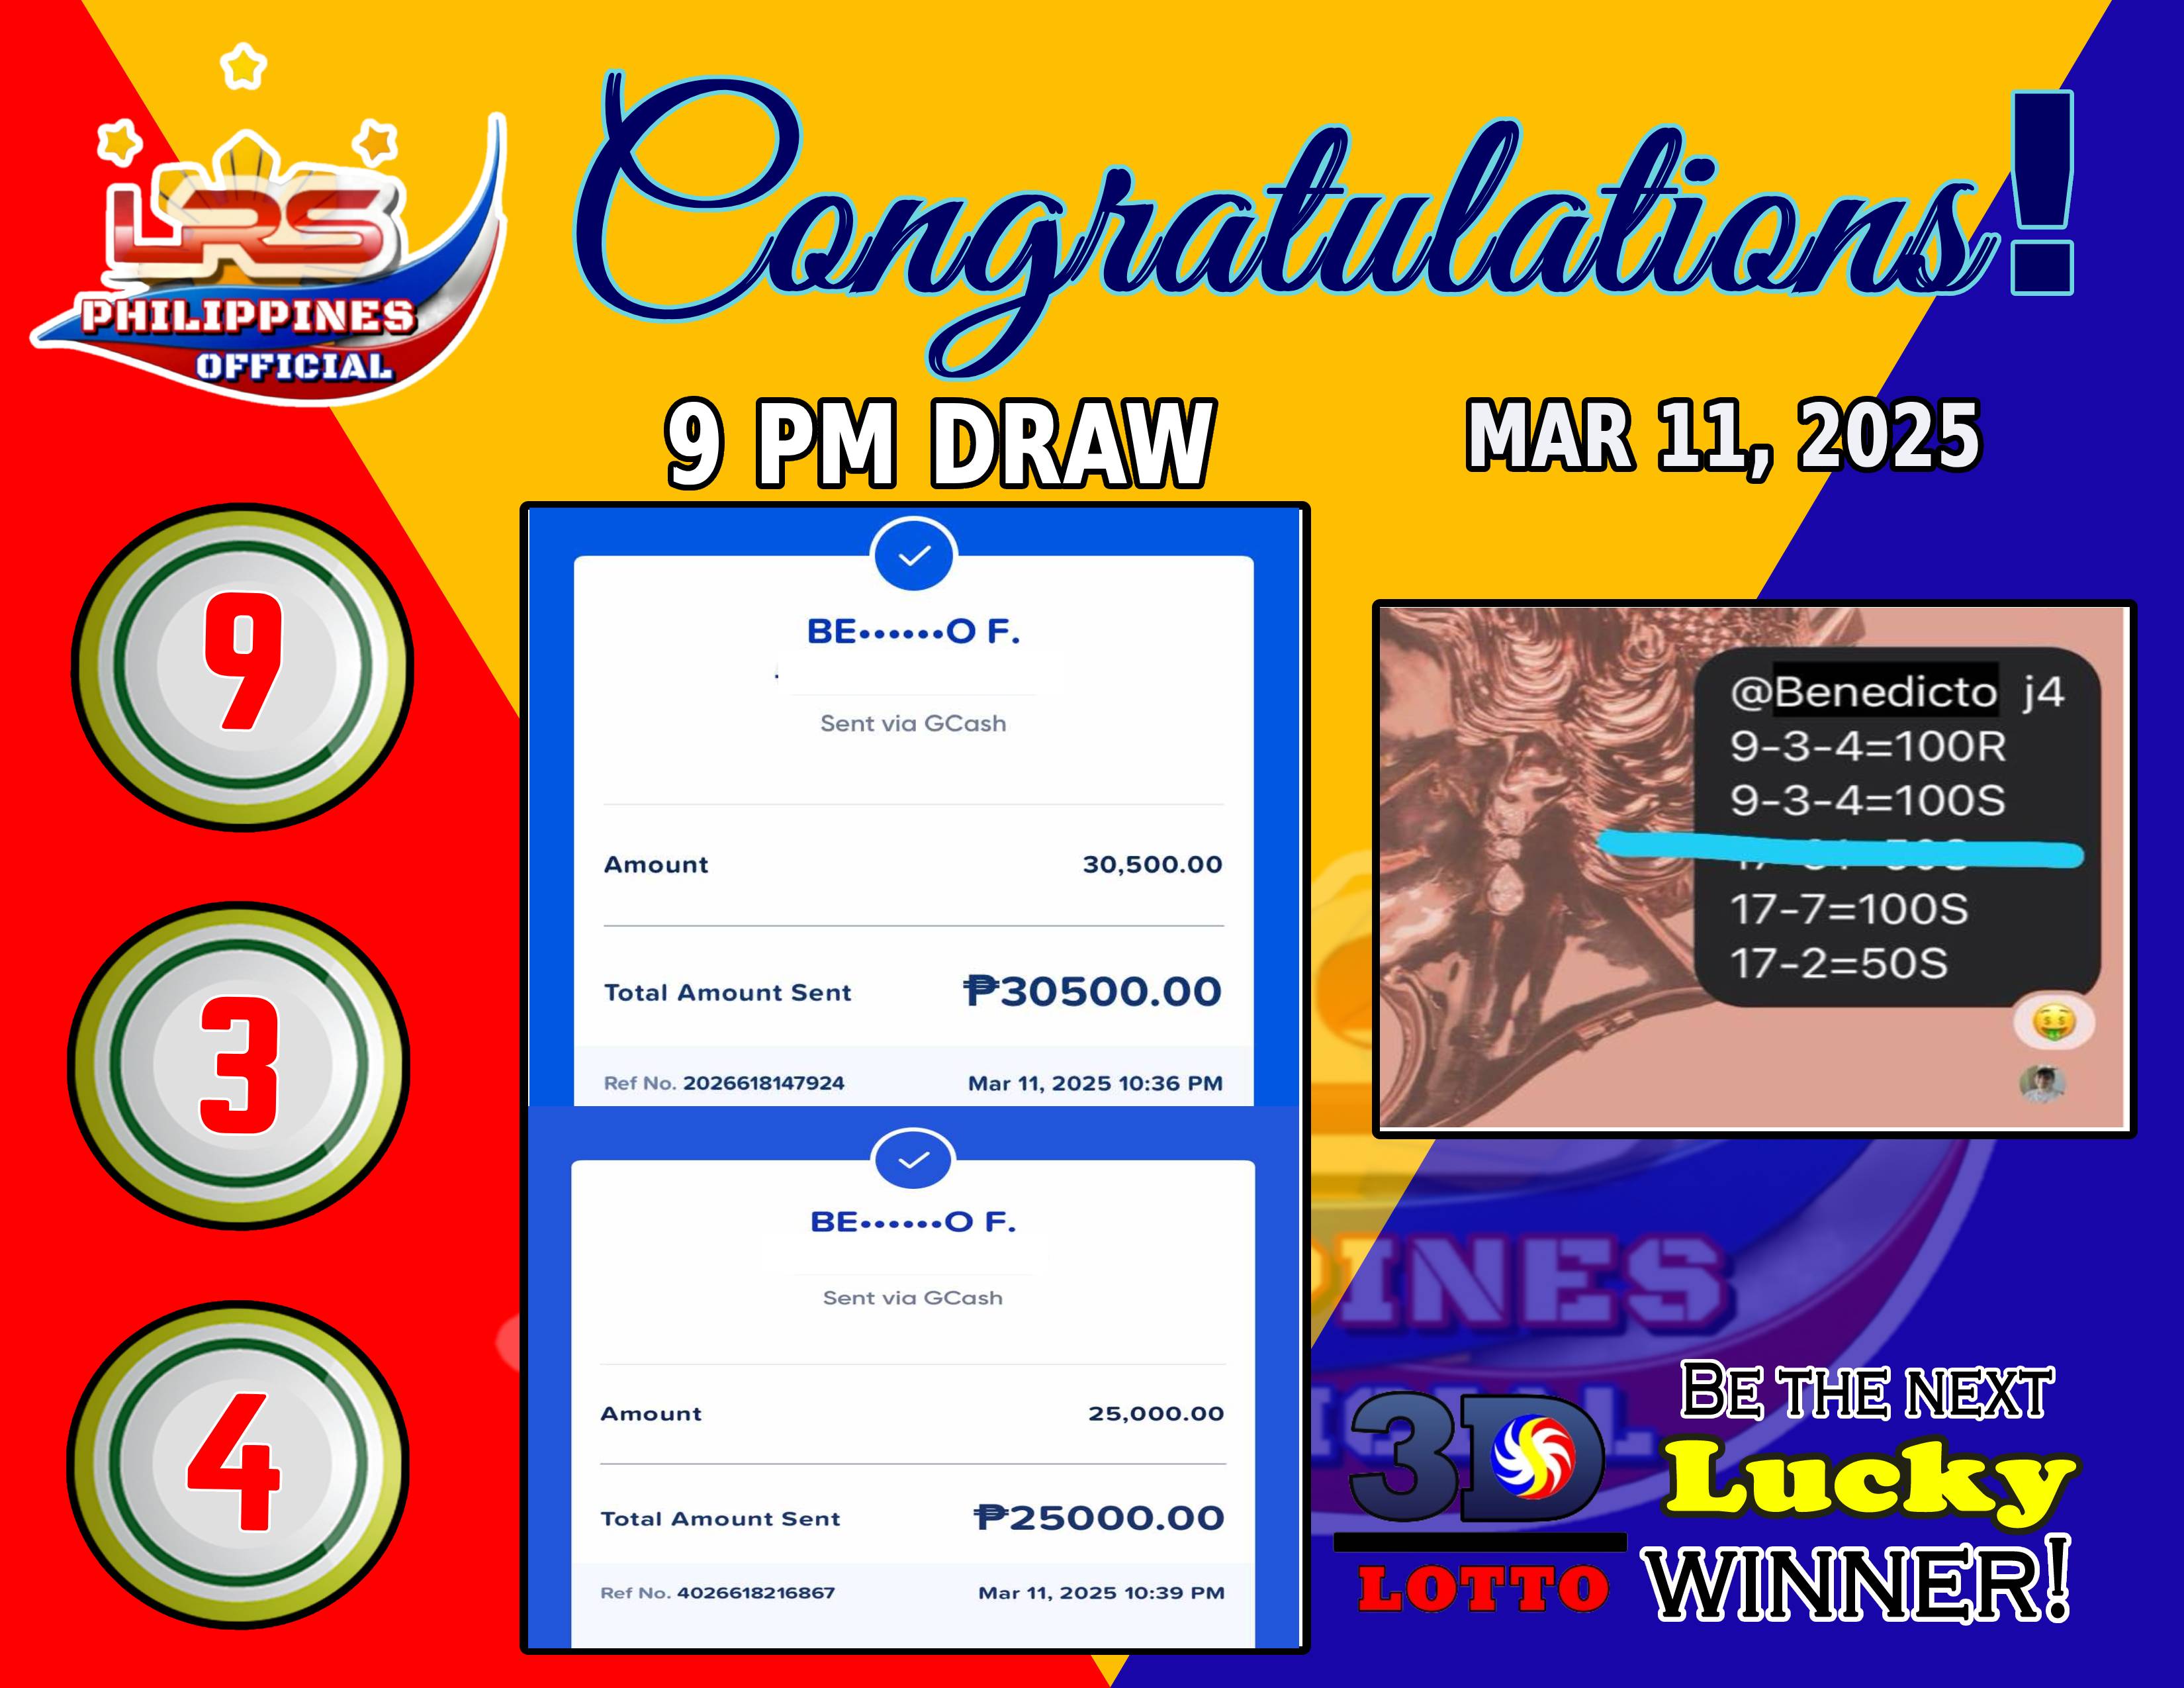 LRS
PHILIPPINES
OFFICIAL
Congratulations!
9 PM DRAW
MAR 11, 2025
9
3
4
BE••••••O F.
Sent via GCash
Amount 30,500.00
Total Amount Sent ₱30500.00
Ref No. 2026618147924 Mar 11, 2025 10:36 PM
BE••••••O F.
Sent via GCash
Amount 25,000.00
Total Amount Sent ₱25000.00
Ref No. 4026618216867 Mar 11, 2025 10:39 PM
@Benedicto j4
9-3-4=100R
9-3-4=100S
17-7=100S
17-2=50S
PINES
3D
LOTTO
BE THE NEXT
Lucky
WINNER!